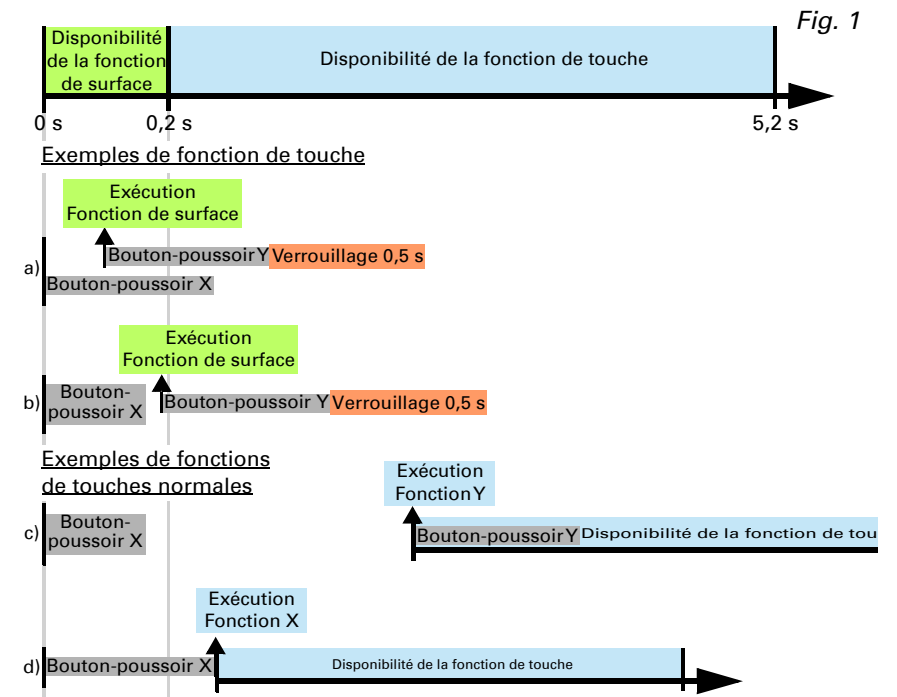 Fig. 1
Disponibilité
de la fonction
de surface
Disponibilité de la fonction de touche
0 s
0,2 s
5,2 s
Exemples de fonction de touche
Exécution
Fonction de surface
a)
Bouton-poussoir Y
Verrouillage 0,5 s
Bouton-poussoir X
Exécution
Fonction de surface
b)
Bouton-
poussoir X
Bouton-poussoir Y
Verrouillage 0,5 s
Exemples de fonctions
de touches normales
Exécution
Fonction Y
c)
Bouton-
poussoir X
Bouton-poussoir Y
Disponibilité de la fonction de tou
Exécution
Fonction X
d)
Bouton-poussoir X
Disponibilité de la fonction de touche